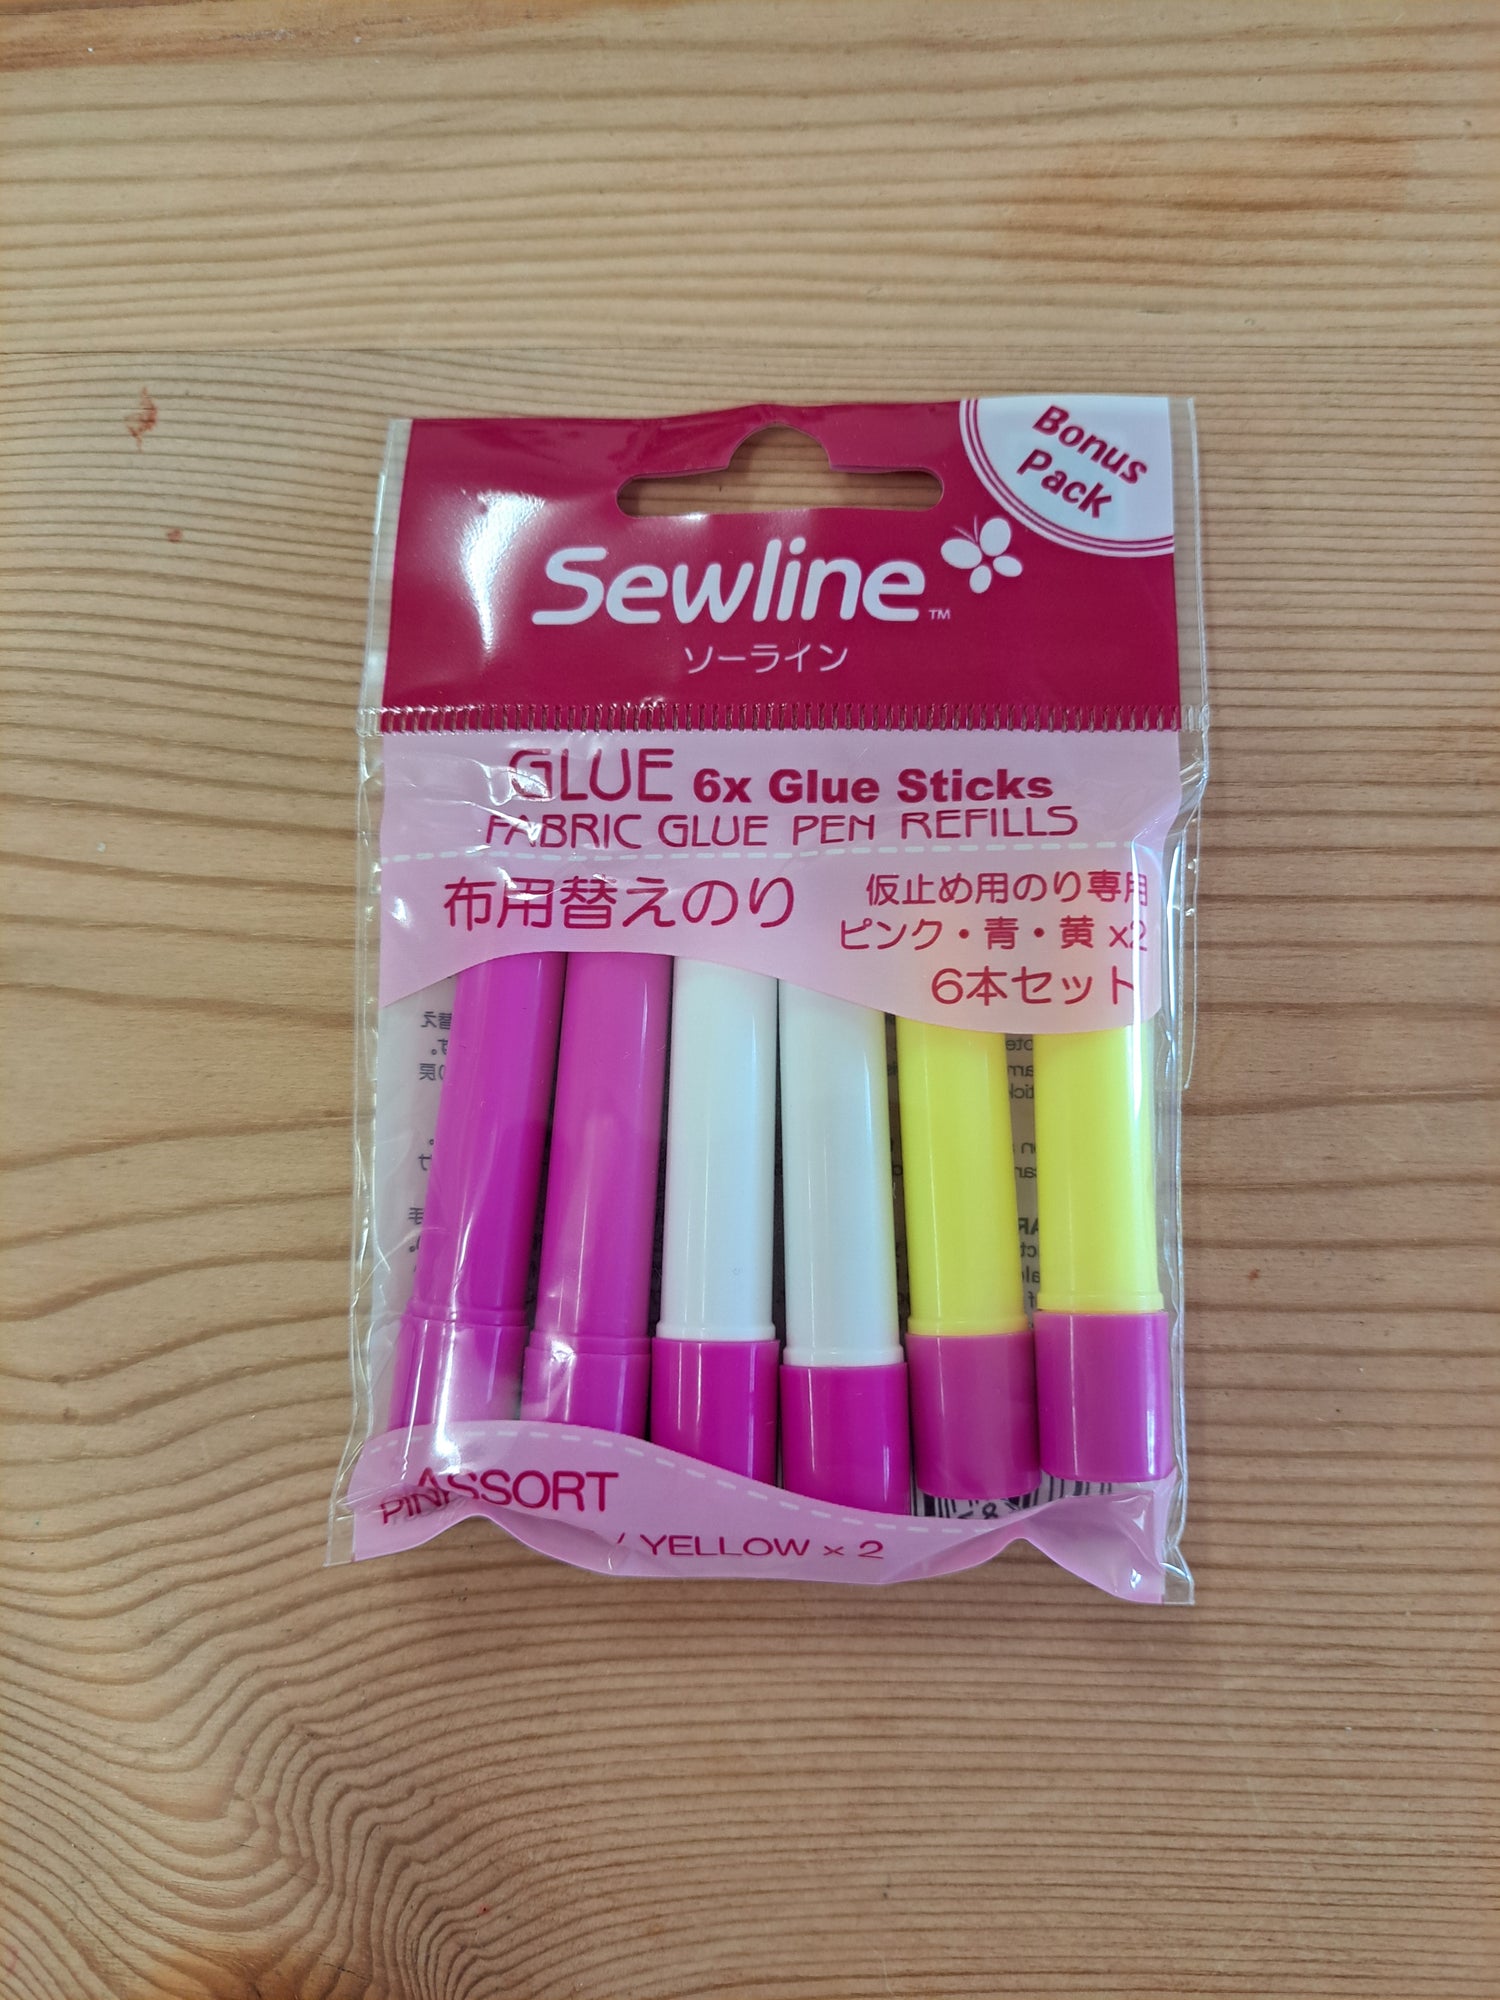 Bonus
Pack
Sewline™
ソーライン
GLUE 6x Glue Sticks
FABRIC GLUE PEN REFILLS
布用替えのり
仮止め用のり専用
ピンク・青・黄 x2
6本セット
ASSORT
/ YELLOW × 2